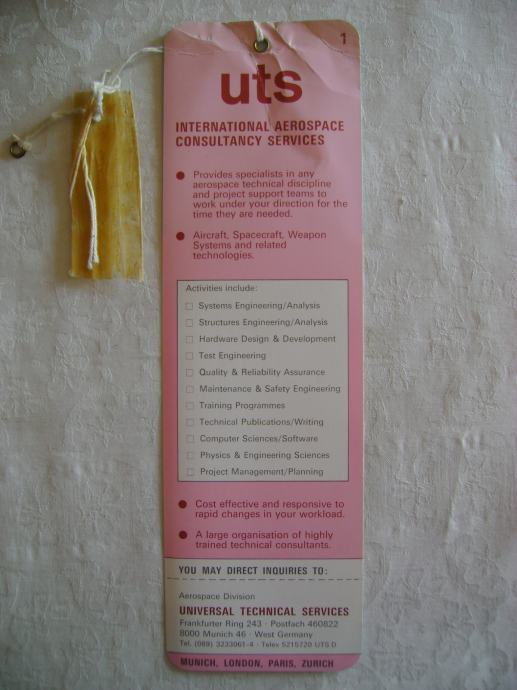 1
uts
INTERNATIONAL AEROSPACE
CONSULTANCY SERVICES
Provides specialists in any
aerospace technical discipline
and project support teams to
work under your direction for the
time they are needed.
Aircraft, Spacecraft, Weapon
Systems and related
technologies.
Activities include:
Systems Engineering/Analysis
Structures Engineering/Analysis
Hardware Design & Development
Test Engineering
Quality & Reliability Assurance
Maintenance & Safety Engineering
Training Programmes
Technical Publications/Writing
Computer Sciences/Software
Physics & Engineering Sciences
Project Management/Planning
Cost effective and responsive to
rapid changes in your workload.
A large organisation of highly
trained technical consultants.
YOU MAY DIRECT INQUIRIES TO:
Aerospace Division
UNIVERSAL TECHNICAL SERVICES
Frankfurter Ring 243 · Postfach 460822
8000 Munich 46 · West Germany
Tel. (089) 3233061-4 · Telex 5215720 UTS D
MUNICH, LONDON, PARIS, ZURICH